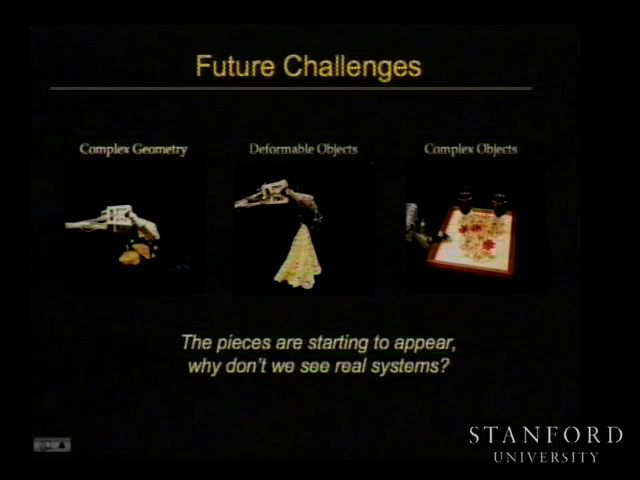 Future Challenges
Complex Geometry
Deformable Objects
Complex Objects
The pieces are starting to appear,
why don't we see real systems?
STANFORD
UNIVERSITY